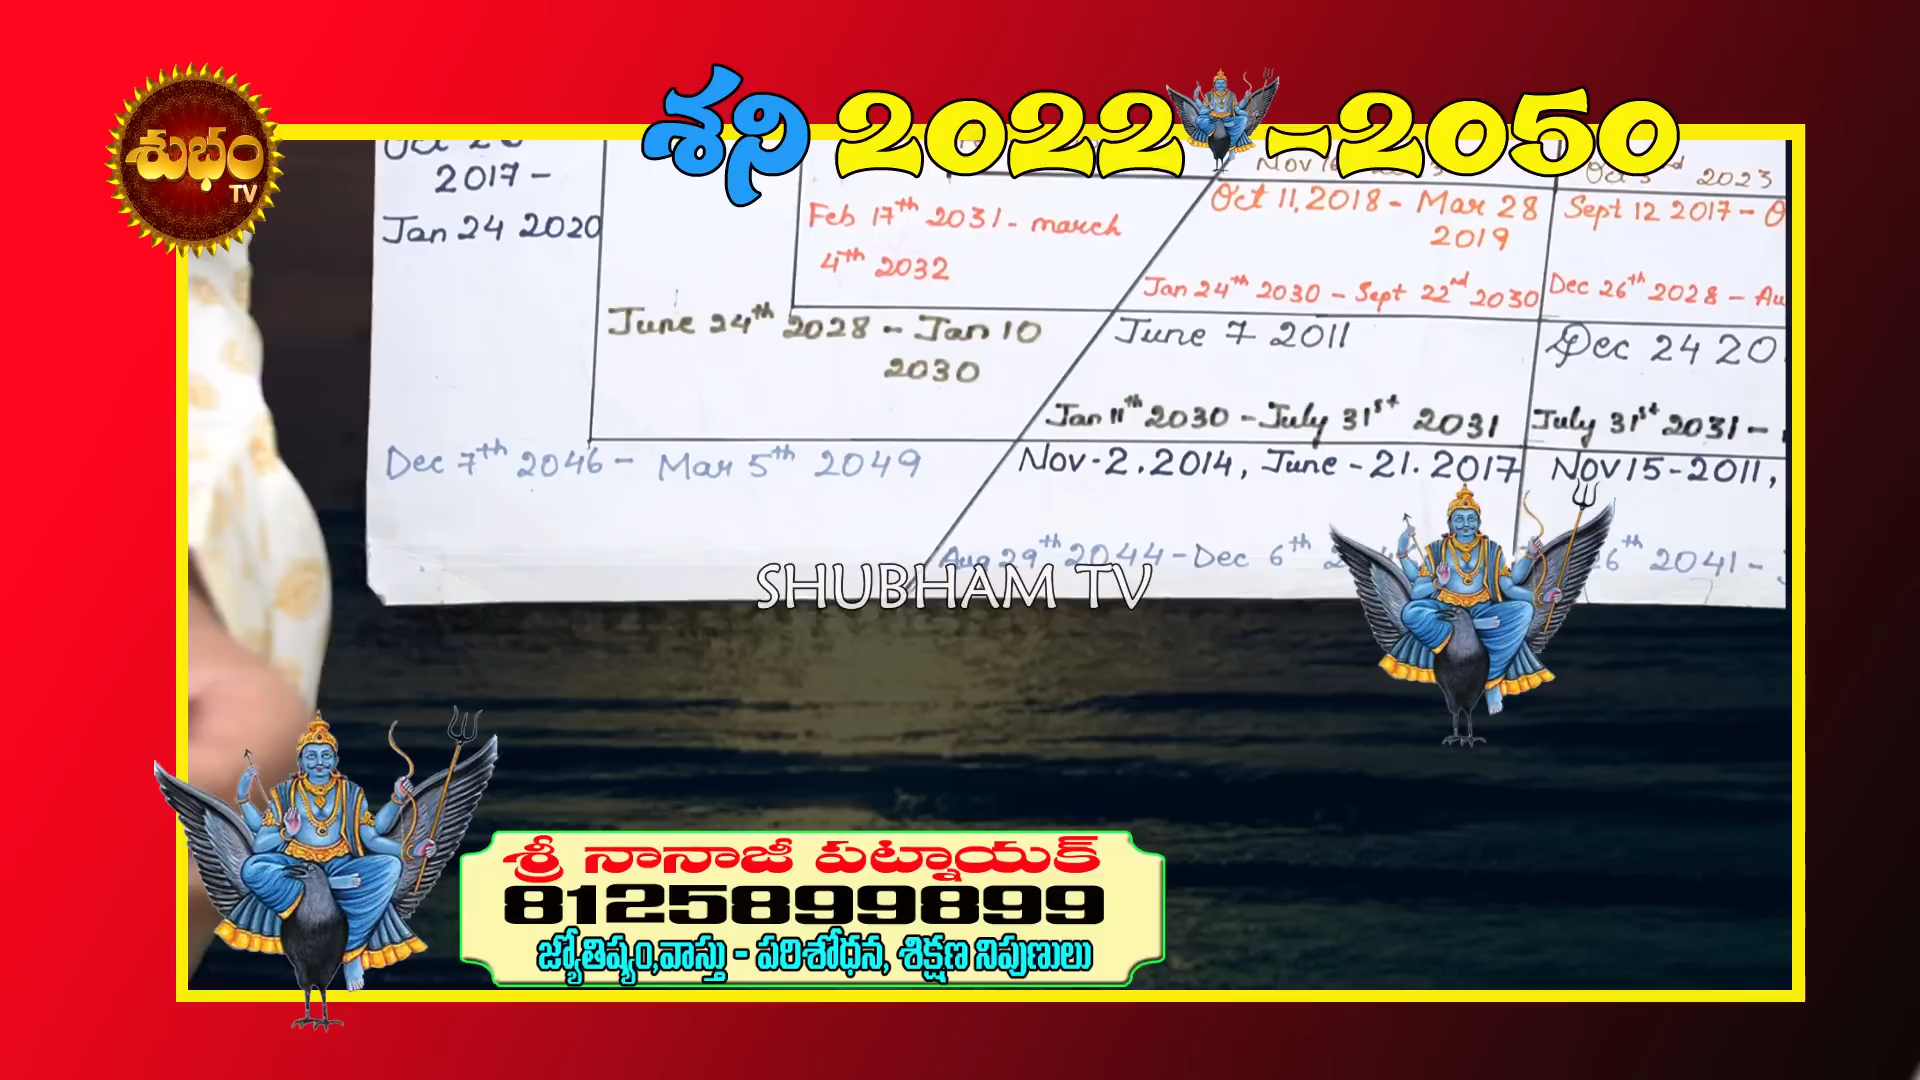 శని 2022-2050
శుభం
TV
2017 -
Jan 24 2020
Feb 17th 2031 - march
4th 2032
June 24th 2028 - Jan 10
2030
Dec 7th 2046 - Mar 5th 2049
Oct 11, 2018 - Mar 28
2019
Jan 24th 2030 - Sept 22nd 2030
June 7 2011
Jan 11th 2030 - July 31st 2031
Nov - 2. 2014, June - 21. 2017
Aug 29th 2044 - Dec 6th
2023
Sept 12 2017 -
Dec 26th 2028 -
Dec 24
July 31st 2031 -
Nov 15 - 2011,
6th 2041 -
SHUBHAM TV
శ్రీ నానాజీ పట్నాయక్
8125899899
జ్యోతిష్యం,వాస్తు - పరిశోధన, శిక్షణ నిపుణులు